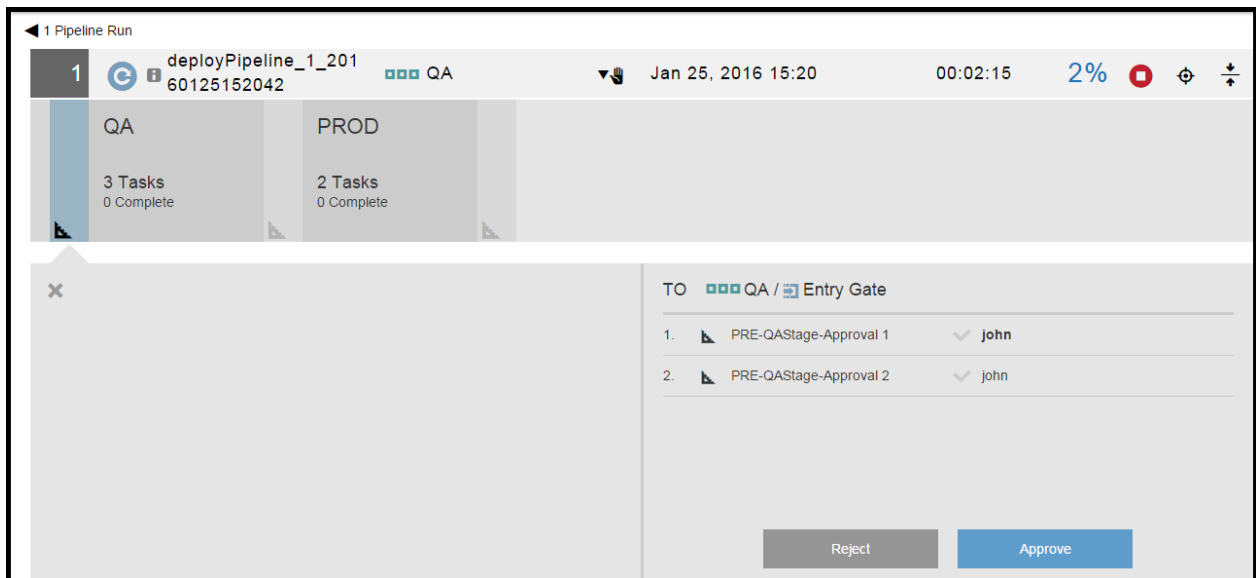 1 Pipeline Run
1
deployPipeline_1_201
60125152042
QA
Jan 25, 2016 15:20
00:02:15
2%
QA
PROD
3 Tasks
2 Tasks
0 Complete
0 Complete
TO QA / Entry Gate
1. PRE-QAStage-Approval 1 john
2. PRE-QAStage-Approval 2 john
Reject
Approve